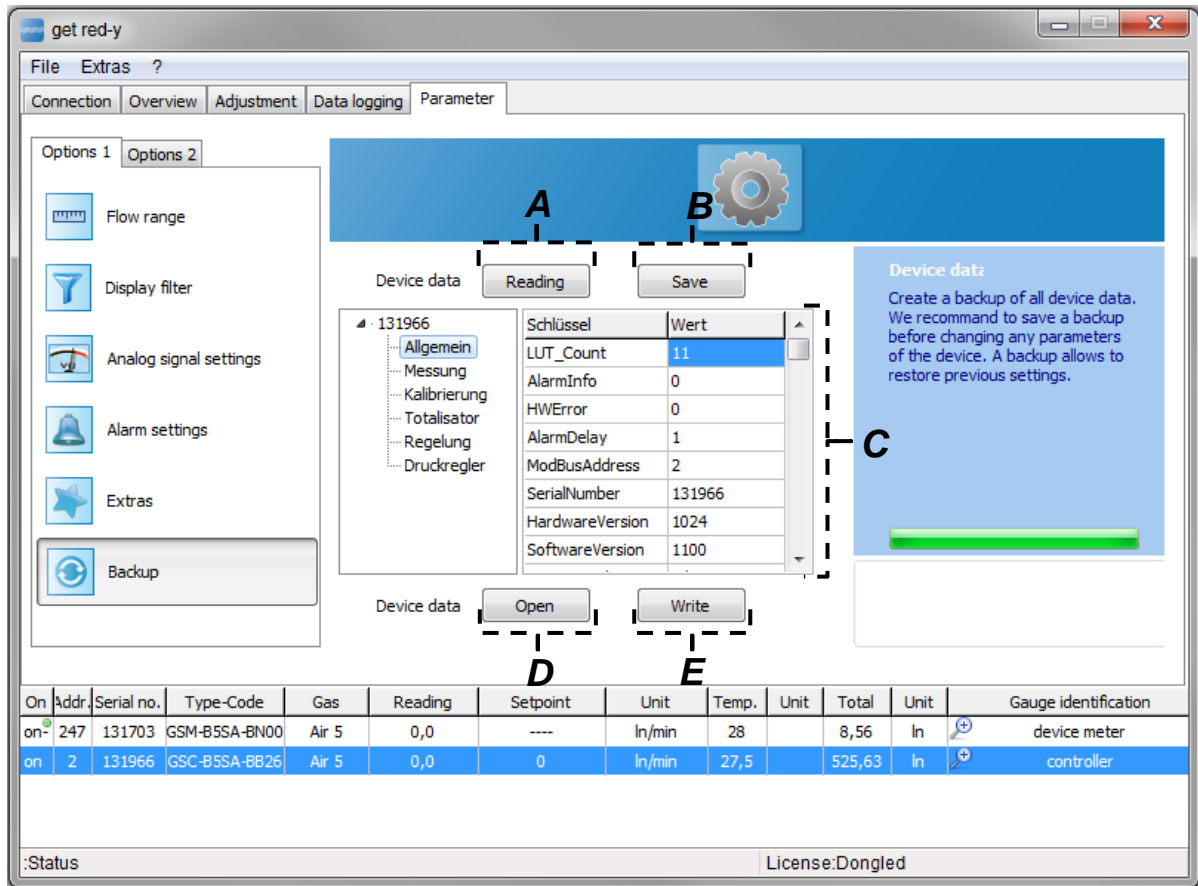 get red-y
File Extras ?
Connection Overview Adjustment Data logging Parameter
Options 1 Options 2
Flow range
Display filter
Analog signal settings
Alarm settings
Extras
Backup
A B
Device data Reading Save
131966
Allgemein
Messung
Kalibrierung
Totalisator
Regelung
Druckregler
Schlüssel Wert
LUT_Count 11
AlarmInfo 0
HWError 0
AlarmDelay 1
ModBusAddress 2
SerialNumber 131966
HardwareVersion 1024
SoftwareVersion 1100
C
Device data Open Write
D E
Device data
Create a backup of all device data.
We recommand to save a backup
before changing any parameters
of the device. A backup allows to
restore previous settings.
On Addr. Serial no. Type-Code Gas Reading Setpoint Unit Temp. Unit Total Unit Gauge identification
on- 247 131703 GSM-B5SA-BN00 Air 5 0,0 ---- ln/min 28 8,56 ln device meter
on 2 131966 GSC-B5SA-BB26 Air 5 0,0 0 ln/min 27,5 525,63 ln controller
:Status License:Dongled